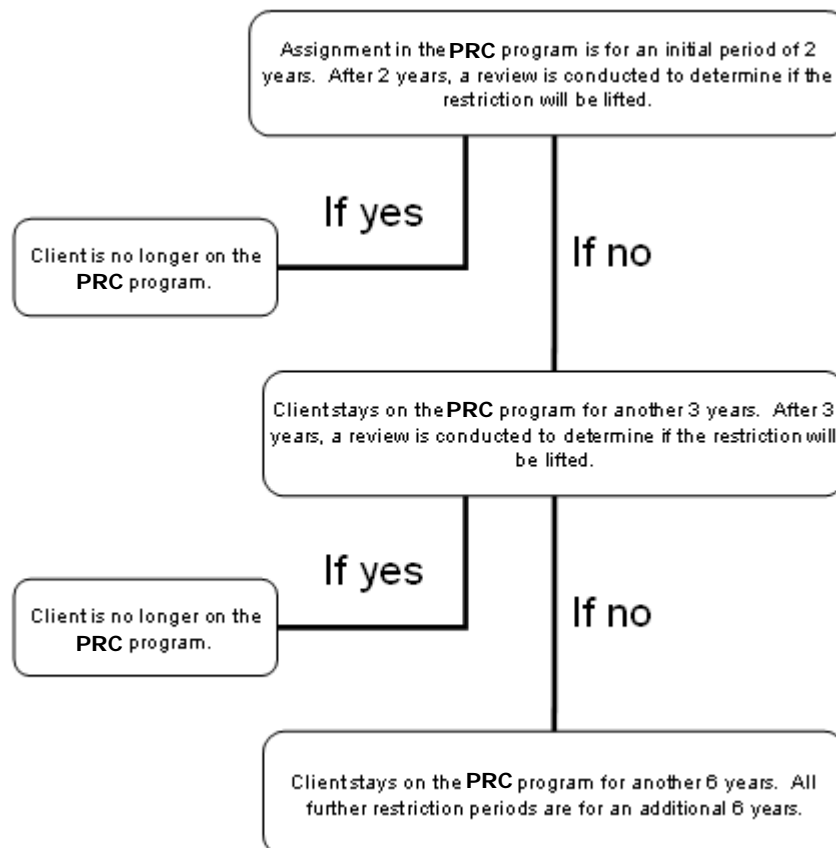 Assignment in the PRC program is for an initial period of 2
years. After 2 years, a review is conducted to determine if the
restriction will be lifted.
If yes
If no
Client is no longer on the
PRC program.
Client stays on the PRC program for another 3 years. After 3
years, a review is conducted to determine if the restriction will
be lifted.
If yes
If no
Client is no longer on the
PRC program.
Client stays on the PRC program for another 6 years. All
further restriction periods are for an additional 6 years.